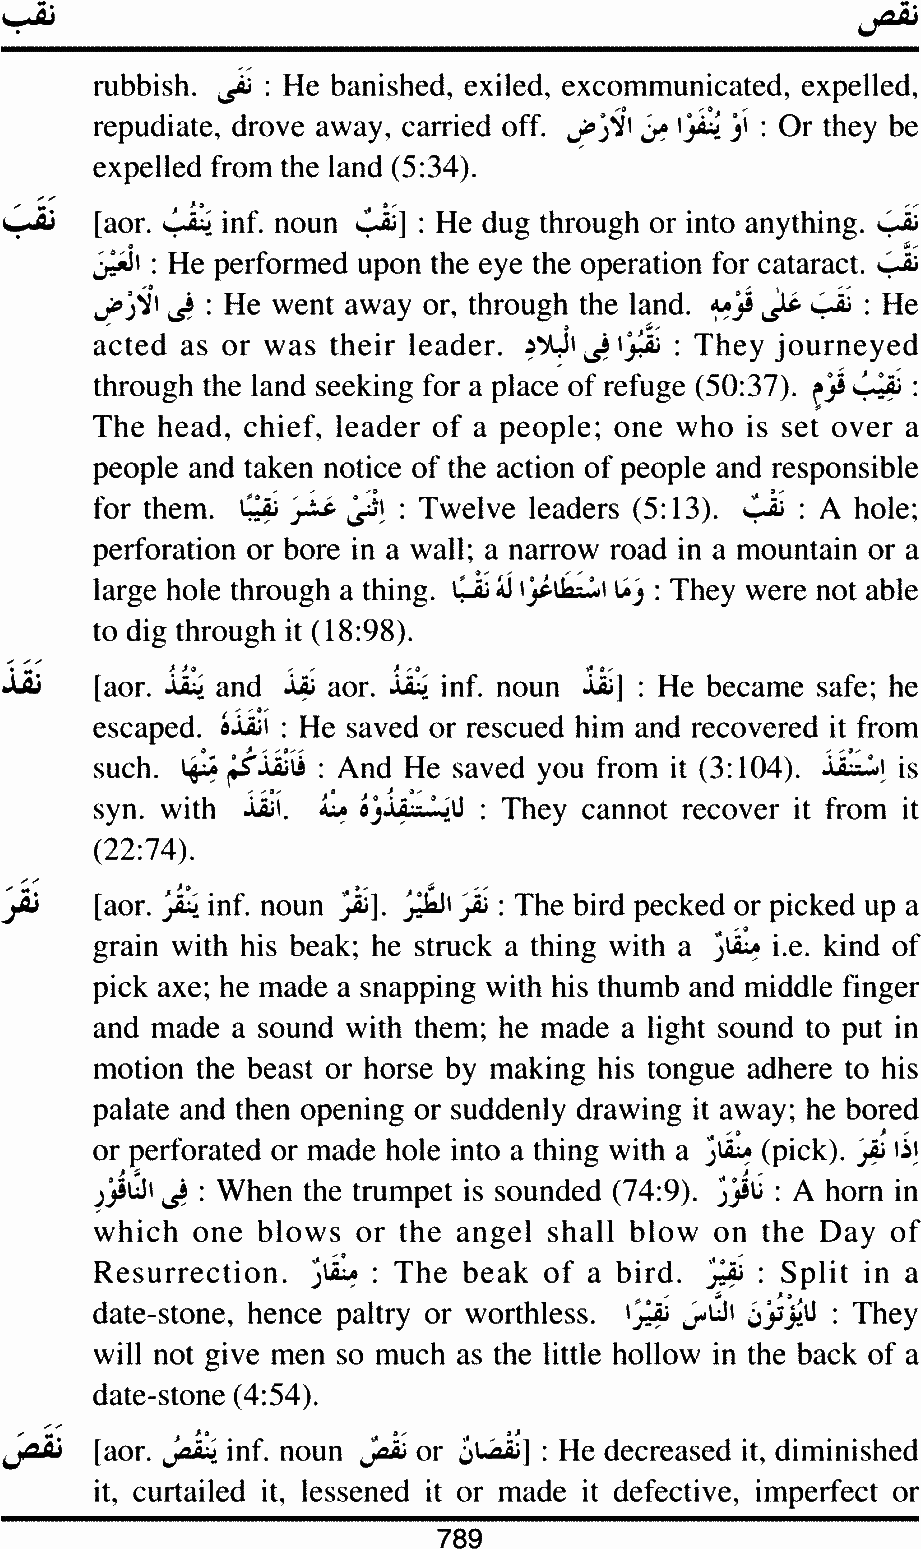 نقب نقص
rubbish. نَفَى : He banished, exiled, excommunicated, expelled,
repudiate, drove away, carried off. اَوْ يُنْفَوْا مِنَ الْاَرْضِ : Or they be
expelled from the land (5:34).
نَقَبَ [aor. يَنْقُبُ inf. noun نَقْبٌ] : He dug through or into anything. نَقَبَ
الْعَيْنَ : He performed upon the eye the operation for cataract. نَقَّبَ
فِى الْاَرْضِ : He went away or, through the land. نَقَبَ عَلٰى قَوْمِهٖ : He
acted as or was their leader. نَقَّبُوْا فِى الْبِلَادِ : They journeyed
through the land seeking for a place of refuge (50:37). نَقِيْبُ قَوْمٍ :
The head, chief, leader of a people; one who is set over a
people and taken notice of the action of people and responsible
for them. اِثْنَىْ عَشَرَ نَقِيْبًا : Twelve leaders (5:13). نَقْبٌ : A hole;
perforation or bore in a wall; a narrow road in a mountain or a
large hole through a thing. وَمَا اسْتَطَاعُوْا لَهٗ نَقْبًا : They were not able
to dig through it (18:98).
نَقَذَ [aor. يَنْقُذُ and نَقِذَ aor. يَنْقَذُ inf. noun نَقْذٌ] : He became safe; he
escaped. اَنْقَذَهٗ : He saved or rescued him and recovered it from
such. فَاَنْقَذَكُمْ مِّنْهَا : And He saved you from it (3:104). اِسْتَنْقَذَ is
syn. with اَنْقَذَ. لَايَسْتَنْقِذُوْهُ مِنْهُ : They cannot recover it from it
(22:74).
نَقَرَ [aor. يَنْقُرُ inf. noun نَقْرٌ]. نَقَرَ الطَّيْرُ : The bird pecked or picked up a
grain with his beak; he struck a thing with a مِنْقَارٌ i.e. kind of
pick axe; he made a snapping with his thumb and middle finger
and made a sound with them; he made a light sound to put in
motion the beast or horse by making his tongue adhere to his
palate and then opening or suddenly drawing it away; he bored
or perforated or made hole into a thing with a مِنْقَارٌ (pick). اِذَا نُقِرَ
فِى النَّاقُوْرِ : When the trumpet is sounded (74:9). نَاقُوْرٌ : A horn in
which one blows or the angel shall blow on the Day of
Resurrection. مِنْقَارٌ : The beak of a bird. نَقِيْرٌ : Split in a
date-stone, hence paltry or worthless. لَايُؤْتُوْنَ النَّاسَ نَقِيْرًا : They
will not give men so much as the little hollow in the back of a
date-stone (4:54).
نَقَصَ [aor. يَنْقُصُ inf. noun نَقْصٌ or نُقْصَانٌ] : He decreased it, diminished
it, curtailed it, lessened it or made it defective, imperfect or
789